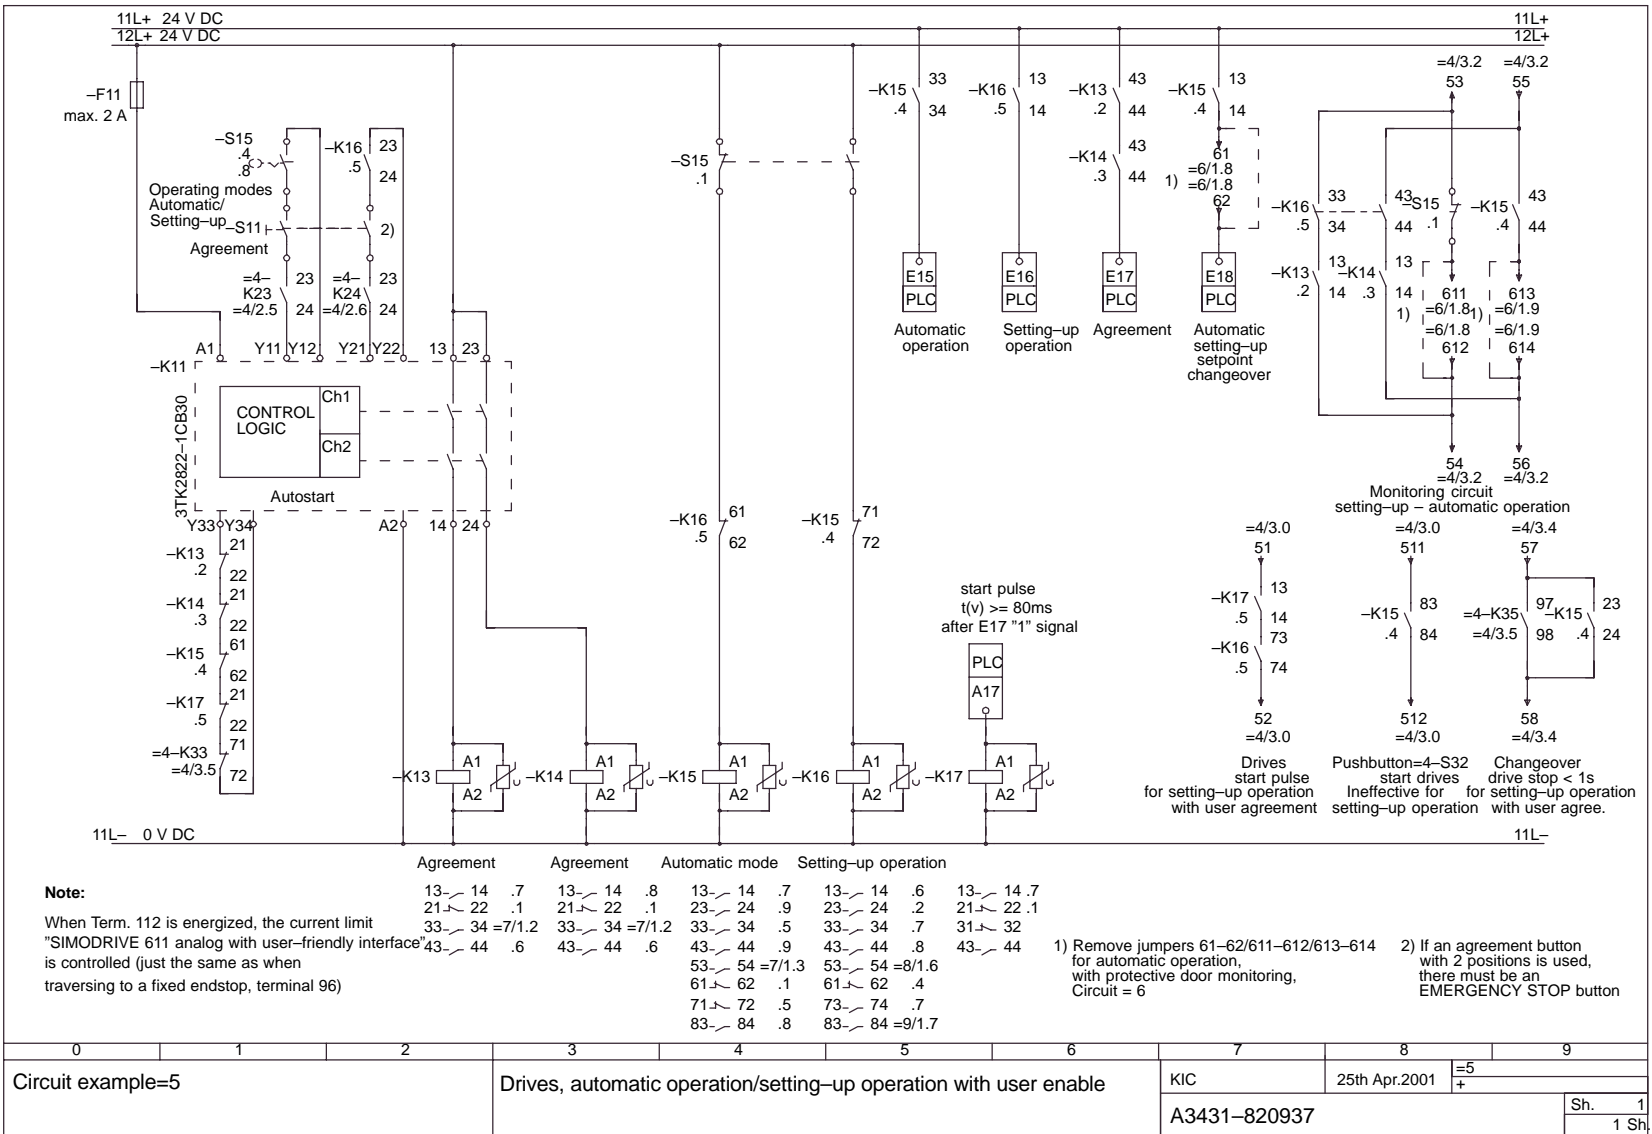 11L+ 24 V DC
11L+
12L+ 24 V DC
12L+
–F11
max. 2 A
–S15
.4
.8
Operating modes
Automatic/
Setting–up
–S11
Agreement
–K16
.5
23
24
2)
=4–
K23
=4/2.5
23
24
=4–
K24
=4/2.6
23
24
A1
Y11
Y12
Y21
Y22
13
23
–K11
3TK2822–1CB30
CONTROL
LOGIC
Ch1
Ch2
Autostart
Y33
Y34
A2
14
24
–K13
.2
21
22
–K14
.3
21
22
–K15
.4
61
62
–K17
.5
21
22
=4–K33
=4/3.5
71
72
–S15
.1
–K16
.5
61
62
–K15
.4
71
72
–K15
.4
33
34
–K16
.5
13
14
–K13
.2
43
44
–K14
.3
43
44
–K15
.4
13
14
61
=6/1.8
1)
=6/1.8
62
E15
PLC
E16
PLC
E17
PLC
E18
PLC
Automatic
operation
Setting–up
operation
Agreement
Automatic
setting–up
setpoint
changeover
=4/3.2
53
=4/3.2
55
–K16
.5
33
34
43
44
–S15
.1
–K15
.4
43
44
–K13
.2
13
14
–K14
.3
13
14
611
1)
=6/1.8
=6/1.8
612
613
1)
=6/1.9
=6/1.9
614
54
=4/3.2
56
=4/3.2
Monitoring circuit
setting–up – automatic operation
start pulse
t(v) >= 80ms
after E17 "1" signal
PLC
A17
=4/3.0
51
–K17
.5
13
14
–K16
.5
73
74
52
=4/3.0
Drives
start pulse
for setting–up operation
with user agreement
=4/3.0
511
–K15
.4
83
84
512
=4/3.0
Pushbutton=4–S32
start drives
Ineffective for
setting–up operation
=4/3.4
57
=4–K35
=4/3.5
97
98
–K15
.4
23
24
58
=4/3.4
Changeover
drive stop < 1s
for setting–up operation
with user agree.
–K13
A1
A2
–K14
A1
A2
–K15
A1
A2
–K16
A1
A2
–K17
A1
A2
11L– 0 V DC
11L–
Agreement
13 14 .7
21 22 .1
33 34 =7/1.2
43 44 .6
Agreement
13 14 .8
21 22 .1
33 34 =7/1.2
43 44 .6
Automatic mode
13 14 .7
23 24 .9
33 34 .5
43 44 .9
53 54 =7/1.3
61 62 .1
71 72 .5
83 84 .8
Setting–up operation
13 14 .6
23 24 .2
33 34 .7
43 44 .8
53 54 =8/1.6
61 62 .4
73 74 .7
83 84 =9/1.7
13 14 .7
21 22 .1
31 32
43 44
Note:
When Term. 112 is energized, the current limit
"SIMODRIVE 611 analog with user–friendly interface"
is controlled (just the same as when
traversing to a fixed endstop, terminal 96)
1) Remove jumpers 61–62/611–612/613–614
for automatic operation,
with protective door monitoring,
Circuit = 6
2) If an agreement button
with 2 positions is used,
there must be an
EMERGENCY STOP button
0 1 2 3 4 5 6 7 8 9
Circuit example=5
Drives, automatic operation/setting–up operation with user enable
KIC
25th Apr.2001
=5
+
A3431–820937
Sh. 1
1 Sh